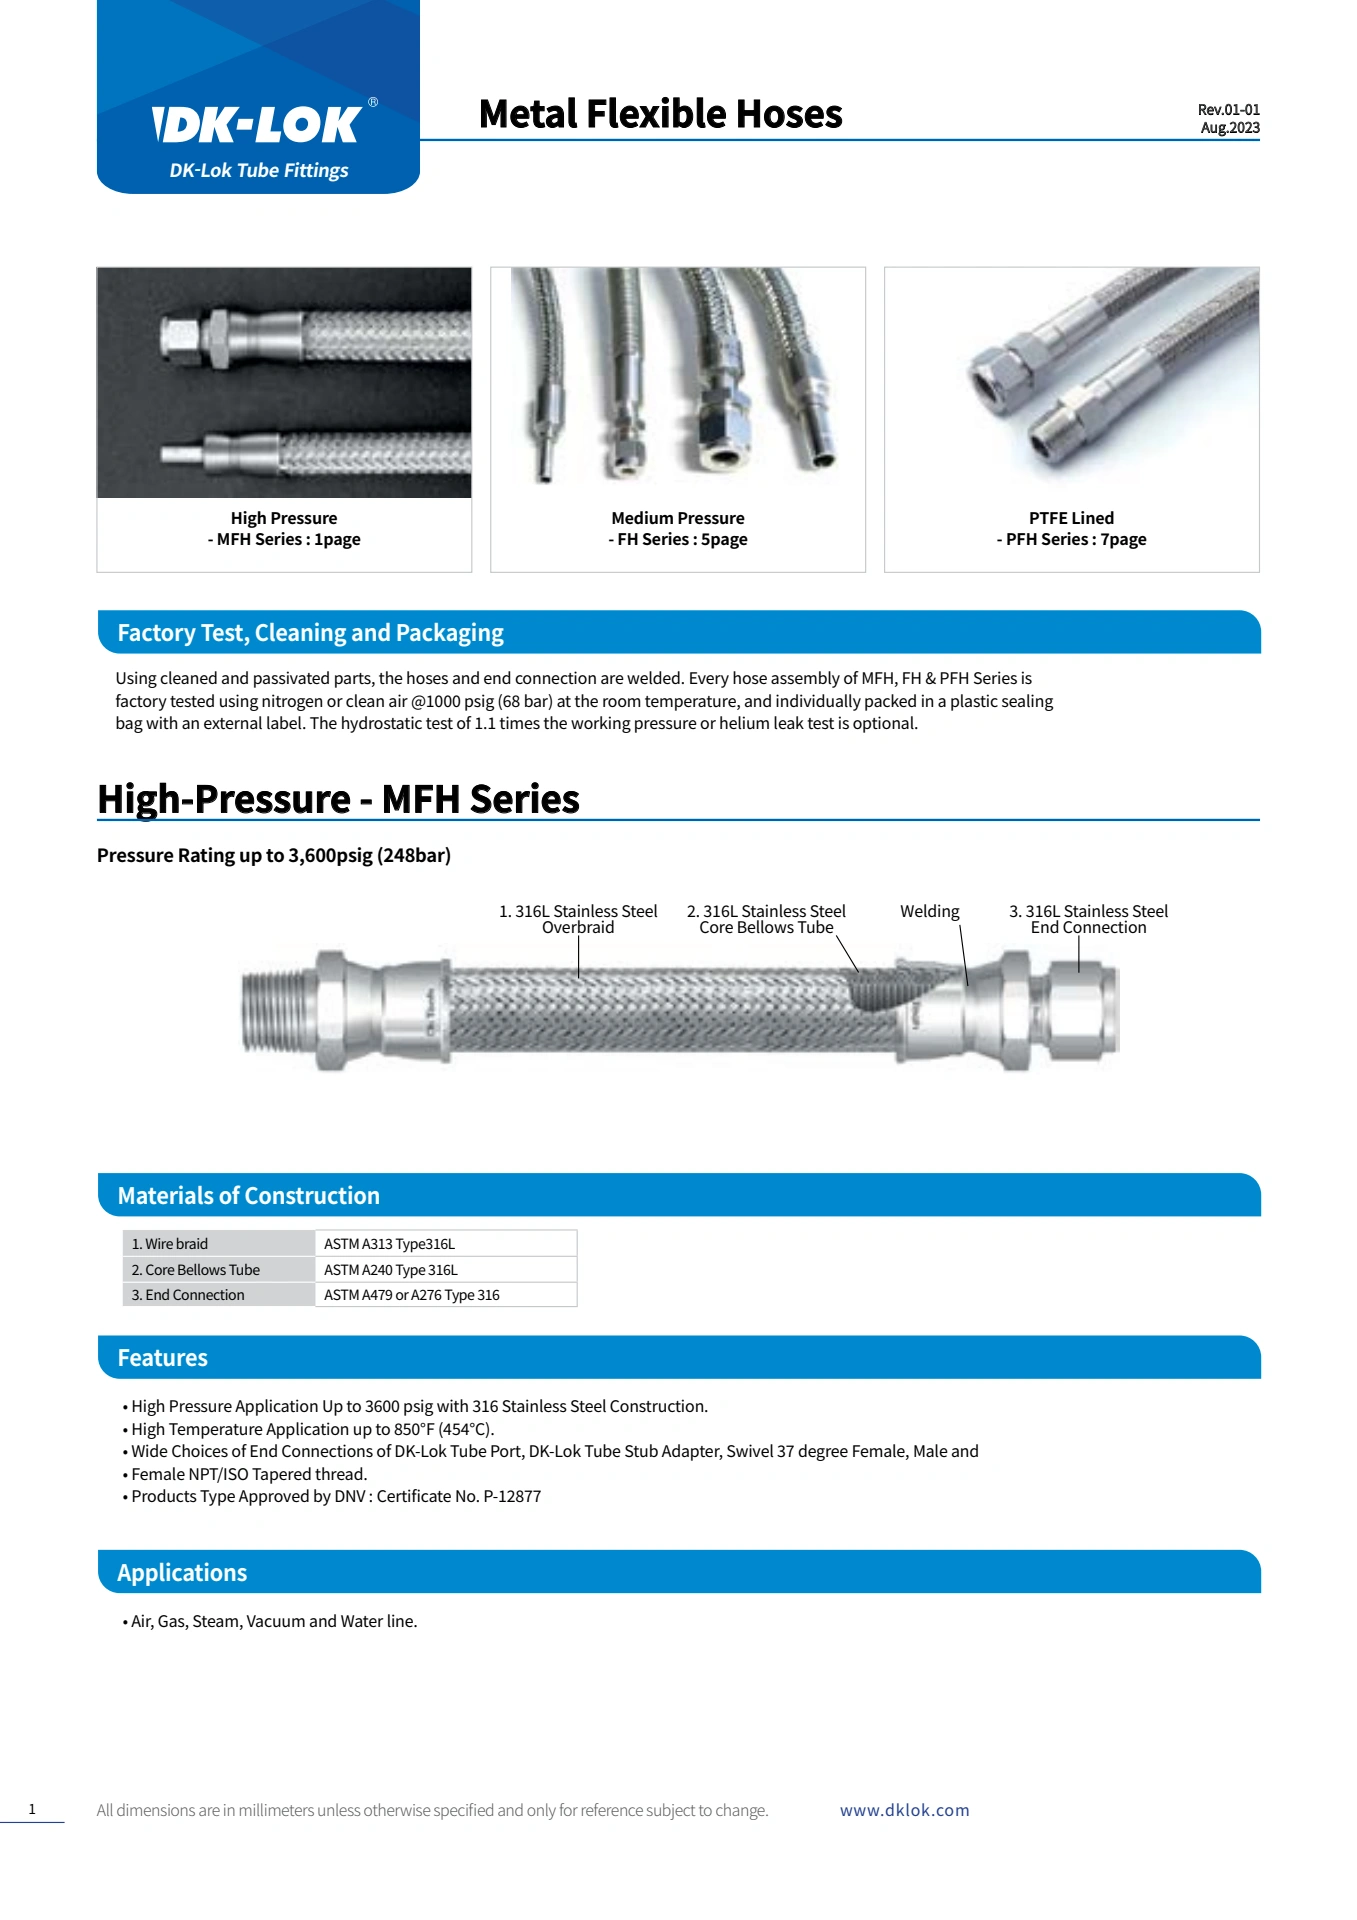 DK-LOK®
DK-Lok Tube Fittings
Metal Flexible Hoses
Rev.01-01
Aug.2023
High Pressure
- MFH Series : 1page
Medium Pressure
- FH Series : 5page
PTFE Lined
- PFH Series : 7page
Factory Test, Cleaning and Packaging
Using cleaned and passivated parts, the hoses and end connection are welded. Every hose assembly of MFH, FH & PFH Series is
factory tested using nitrogen or clean air @1000 psig (68 bar) at the room temperature, and individually packed in a plastic sealing
bag with an external label. The hydrostatic test of 1.1 times the working pressure or helium leak test is optional.
High-Pressure - MFH Series
Pressure Rating up to 3,600psig (248bar)
1. 316L Stainless Steel
Overbraid
2. 316L Stainless Steel
Core Bellows Tube
Welding
3. 316L Stainless Steel
End Connection
Materials of Construction
1. Wire braid ASTM A313 Type316L
2. Core Bellows Tube ASTM A240 Type 316L
3. End Connection ASTM A479 or A276 Type 316
Features
• High Pressure Application Up to 3600 psig with 316 Stainless Steel Construction.
• High Temperature Application up to 850°F (454°C).
• Wide Choices of End Connections of DK-Lok Tube Port, DK-Lok Tube Stub Adapter, Swivel 37 degree Female, Male and
• Female NPT/ISO Tapered thread.
• Products Type Approved by DNV : Certificate No. P-12877
Applications
• Air, Gas, Steam, Vacuum and Water line.
1
All dimensions are in millimeters unless otherwise specified and only for reference subject to change.
www.dklok.com